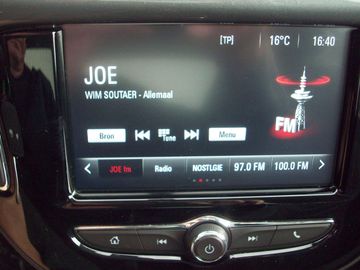 [TP] 16°C 16:40
JOE
WIM SOUTAER - Allemaal
FM
Bron Tune Menu
JOE fm Radio NOSTLGIE 97.0 FM 100.0 FM